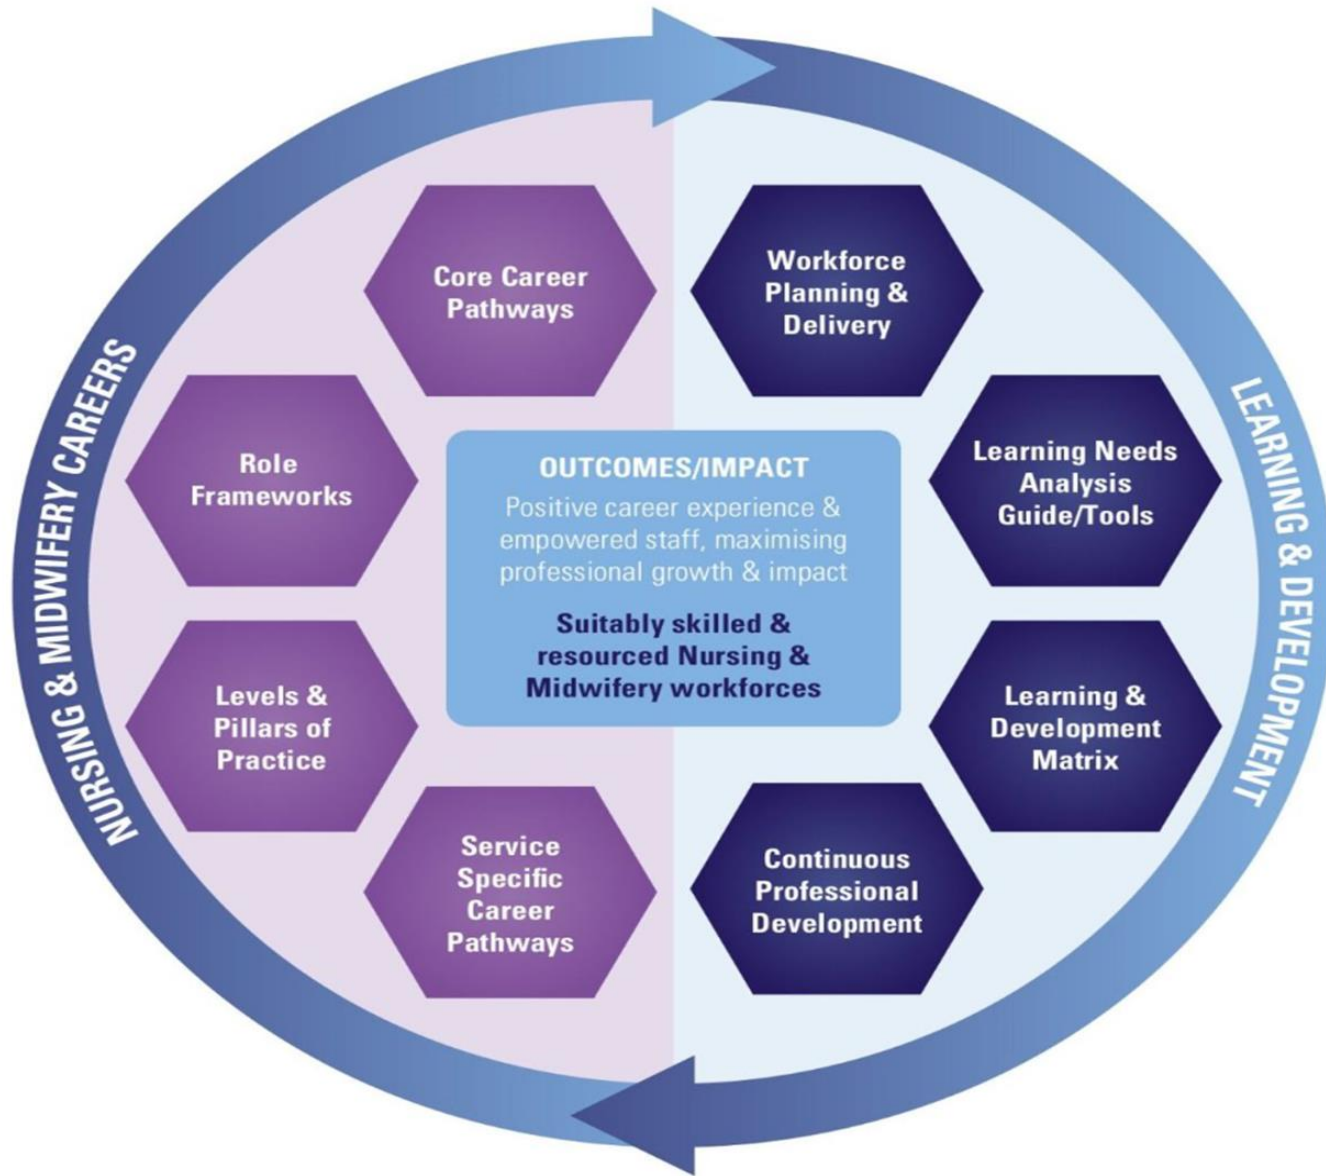 NURSING & MIDWIFERY CAREERS
Core Career
Pathways
Role
Frameworks
Levels &
Pillars of
Practice
Service
Specific
Career
Pathways
OUTCOMES/IMPACT
Positive career experience &
empowered staff, maximising
professional growth & impact
Suitably skilled &
resourced Nursing &
Midwifery workforces
Workforce
Planning &
Delivery
Learning Needs
Analysis
Guide/Tools
Learning &
Development
Matrix
Continuous
Professional
Development
LEARNING & DEVELOPMENT